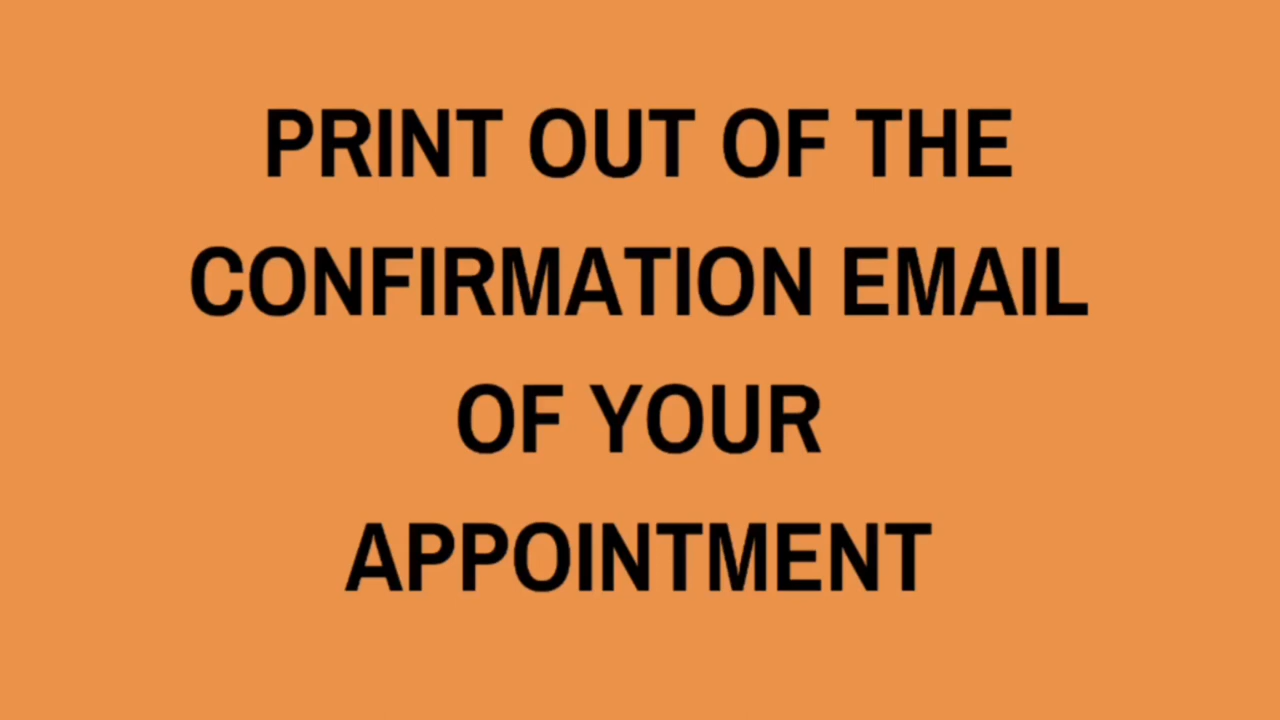 PRINT OUT OF THE
CONFIRMATION EMAIL
OF YOUR
APPOINTMENT